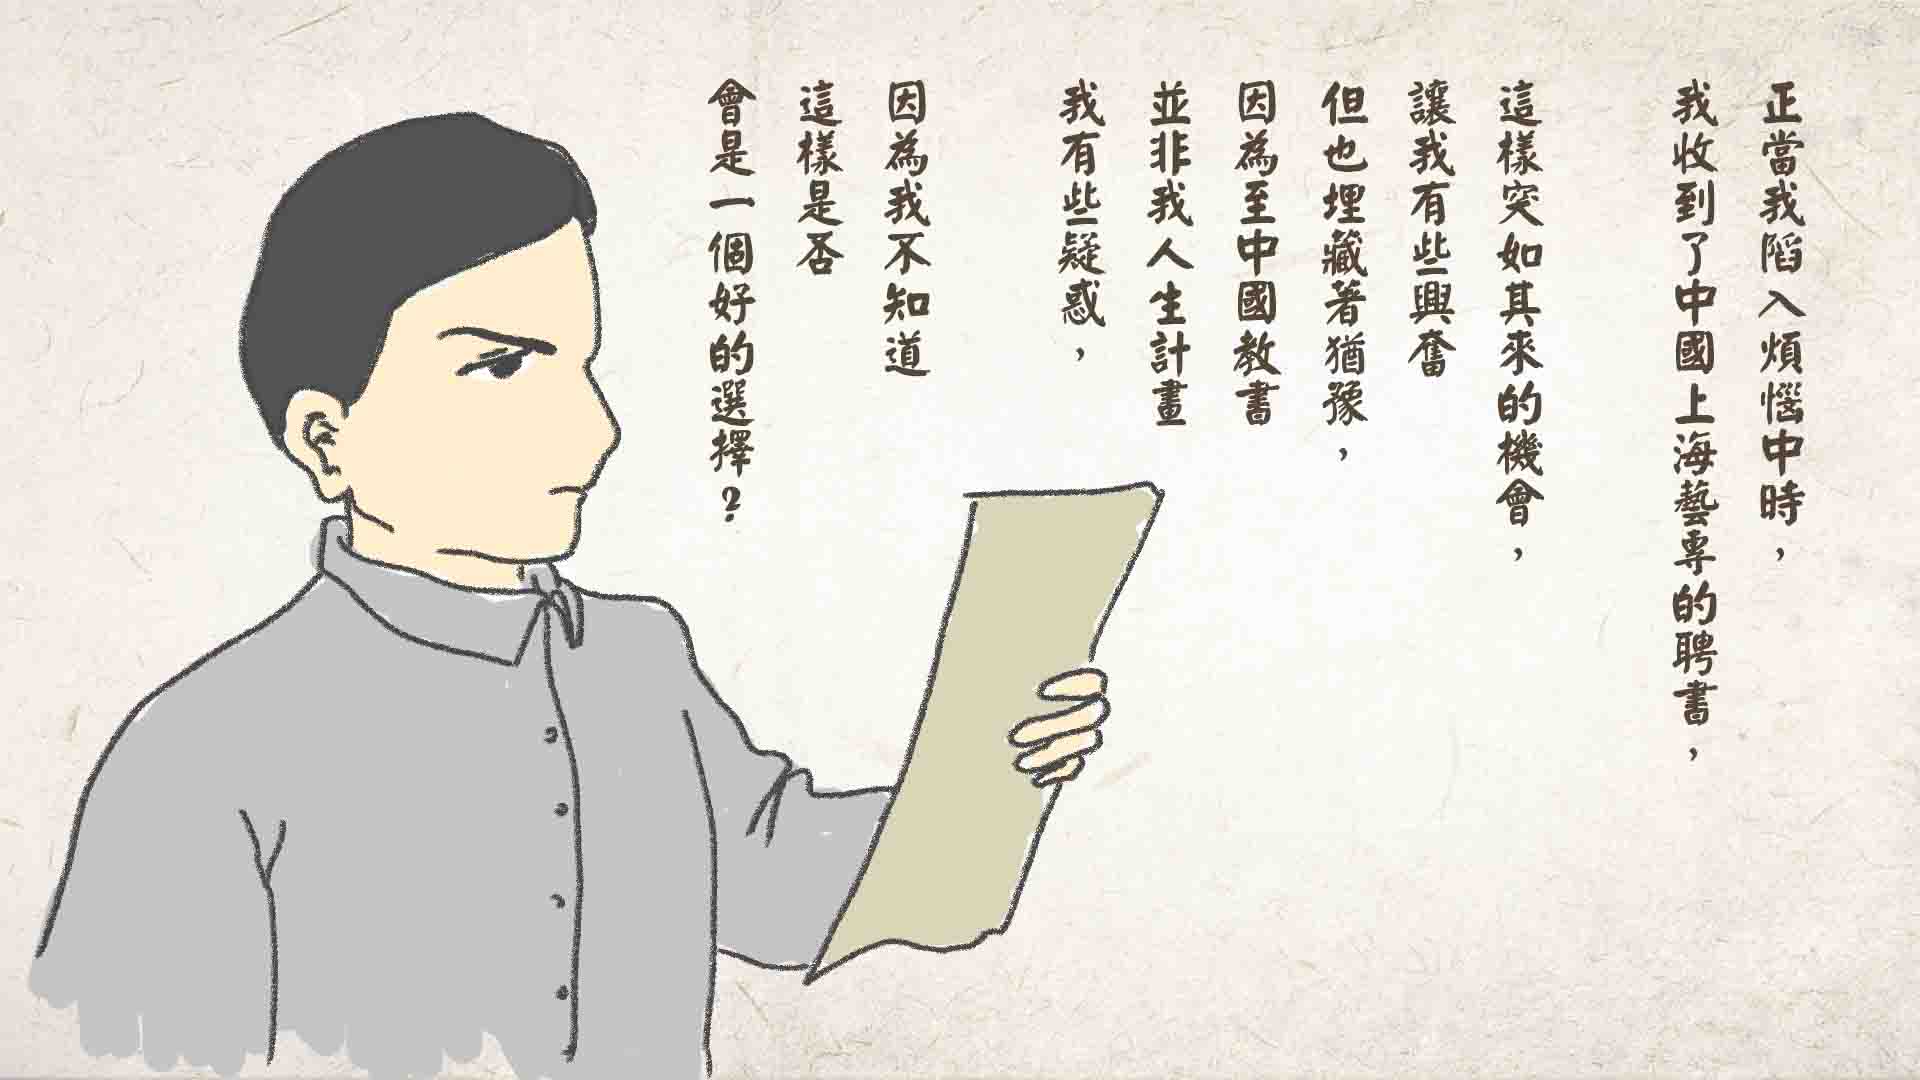 正當我陷入煩惱中時，
我收到了中國上海藝專的聘書，
這樣突如其來的機會，
讓我有些興奮
但也埋藏著猶豫，
因為至中國教書
並非我人生計畫
我有些疑惑，
因為我不知道
這樣是否
會是一個好的選擇？